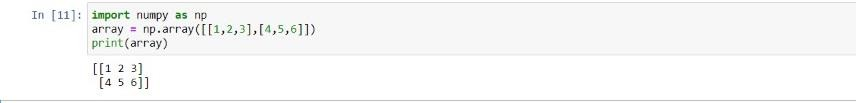 In [11]: import numpy as np
array = np.array([[1,2,3],[4,5,6]])
print(array)
[[1 2 3]
 [4 5 6]]